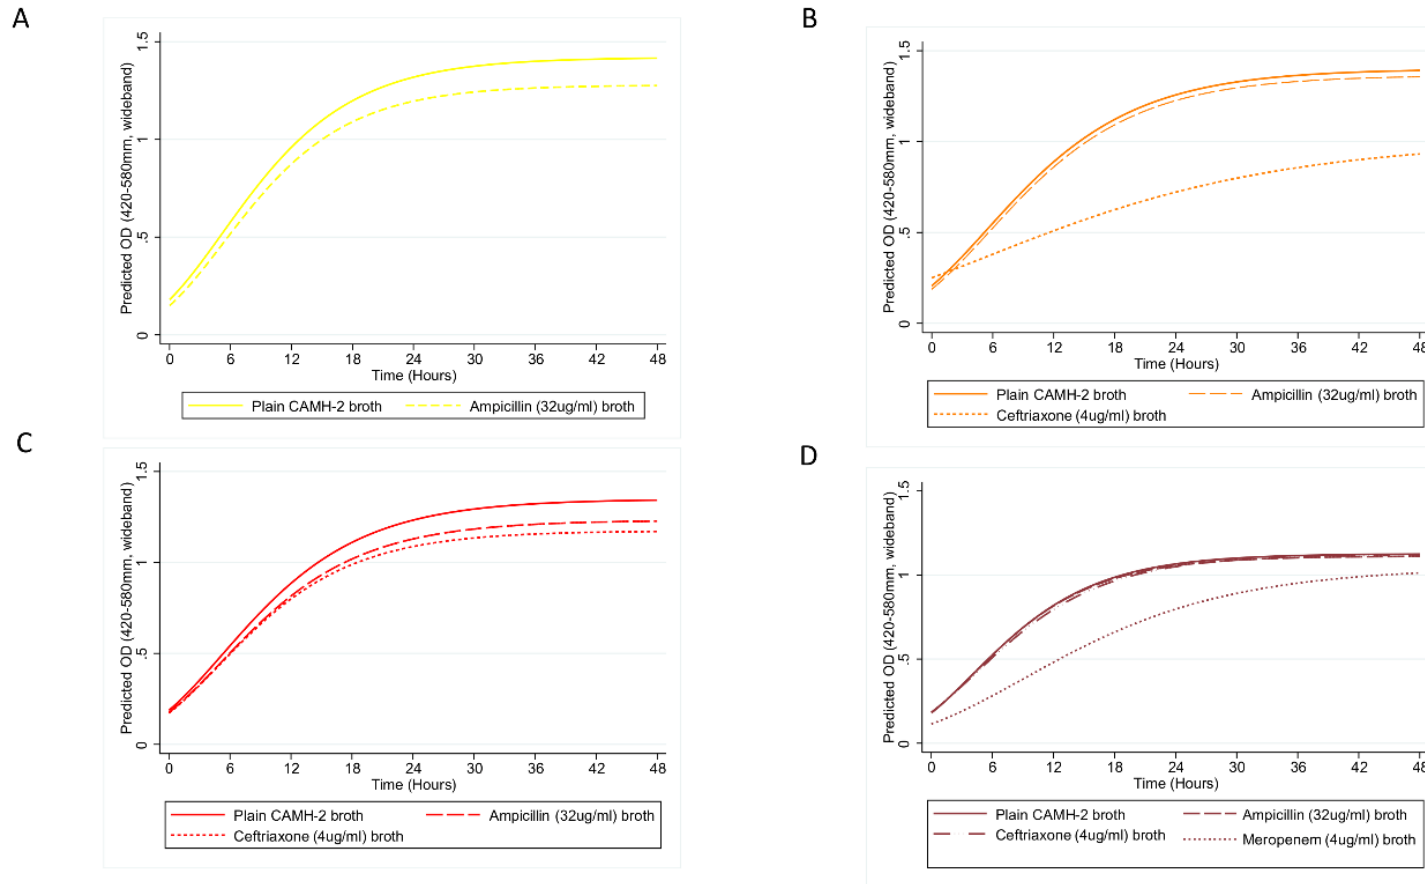 A
Predicted OD (420-580mm, wideband)
0 .5 1 1.5
0 6 12 18 24 30 36 42 48
Time (Hours)
Plain CAMH-2 broth Ampicillin (32ug/ml) broth
B
Predicted OD (420-580mm, wideband)
0 .5 1 1.5
0 6 12 18 24 30 36 42 48
Time (Hours)
Plain CAMH-2 broth Ampicillin (32ug/ml) broth
Ceftriaxone (4ug/ml) broth
C
Predicted OD (420-580mm, wideband)
0 .5 1 1.5
0 6 12 18 24 30 36 42 48
Time (Hours)
Plain CAMH-2 broth Ampicillin (32ug/ml) broth
Ceftriaxone (4ug/ml) broth
D
Predicted OD (420-580mm, wideband)
0 .5 1 1.5
0 6 12 18 24 30 36 42 48
Time (Hours)
Plain CAMH-2 broth Ampicillin (32ug/ml) broth
Ceftriaxone (4ug/ml) broth Meropenem (4ug/ml) broth